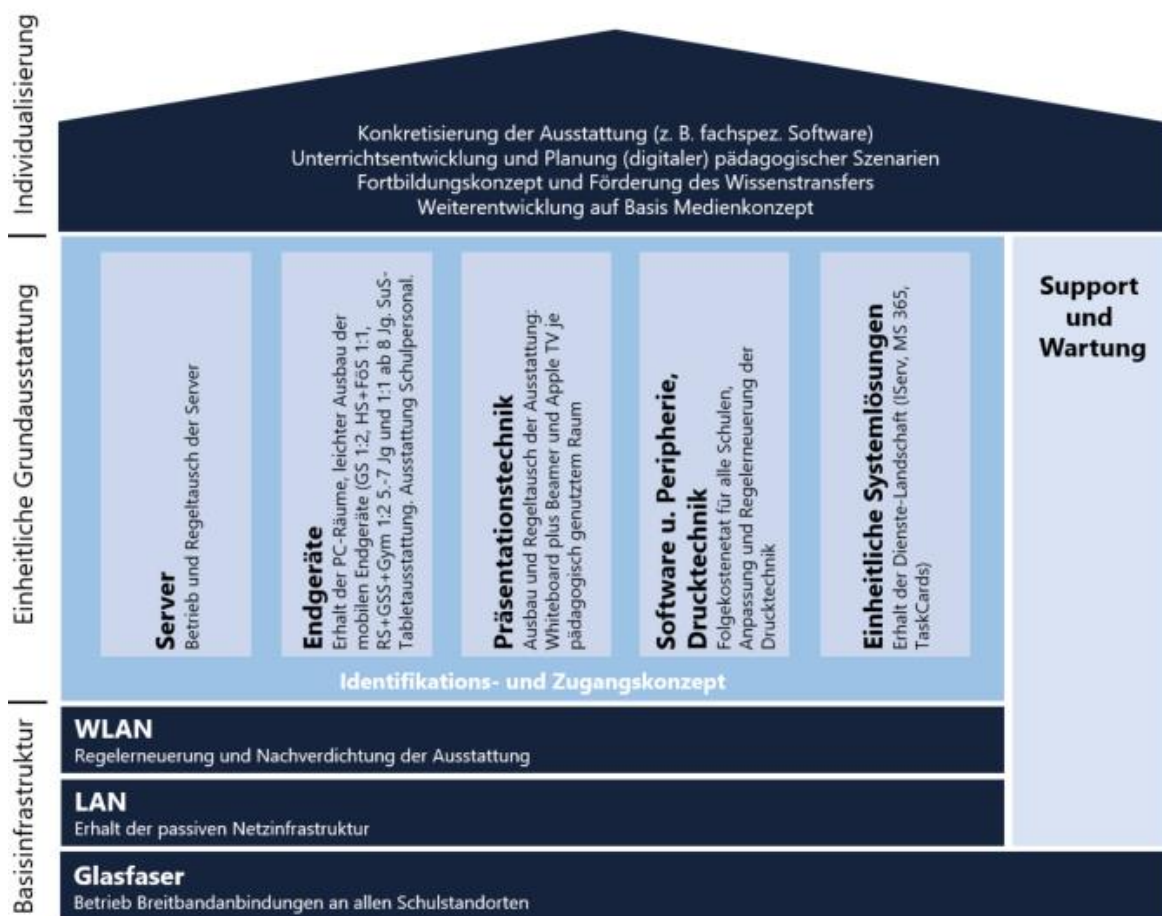 Individualisierung
Konkretisierung der Ausstattung (z. B. fachspez. Software)
Unterrichtsentwicklung und Planung (digitaler) pädagogischer Szenarien
Fortbildungskonzept und Förderung des Wissenstransfers
Weiterentwicklung auf Basis Medienkonzept
Einheitliche Grundausstattung
Server
Betrieb und Regeltausch der Server
Endgeräte
Erhalt der PC-Räume, leichter Ausbau der
mobilen Endgeräte (GS 1:2, HS+FöS 1:1,
RS+GSS+Gym 1:2 5.-7 Jg und 1:1 ab 8 Jg. SuS-
Tabletausstattung. Ausstattung Schulpersonal.
Präsentationstechnik
Ausbau und Regeltausch der Ausstattung:
Whiteboard plus Beamer und Apple TV je
pädagogisch genutztem Raum
Software u. Peripherie,
Drucktechnik
Folgekostenetat für alle Schulen,
Anpassung und Regelerneuerung der
Drucktechnik
Einheitliche Systemlösungen
Erhalt der Dienste-Landschaft (IServ, MS 365,
TaskCards)
Support
und
Wartung
Identifikations- und Zugangskonzept
Basisinfrastruktur
WLAN
Regelerneuerung und Nachverdichtung der Ausstattung
LAN
Erhalt der passiven Netzinfrastruktur
Glasfaser
Betrieb Breitbandanbindungen an allen Schulstandorten